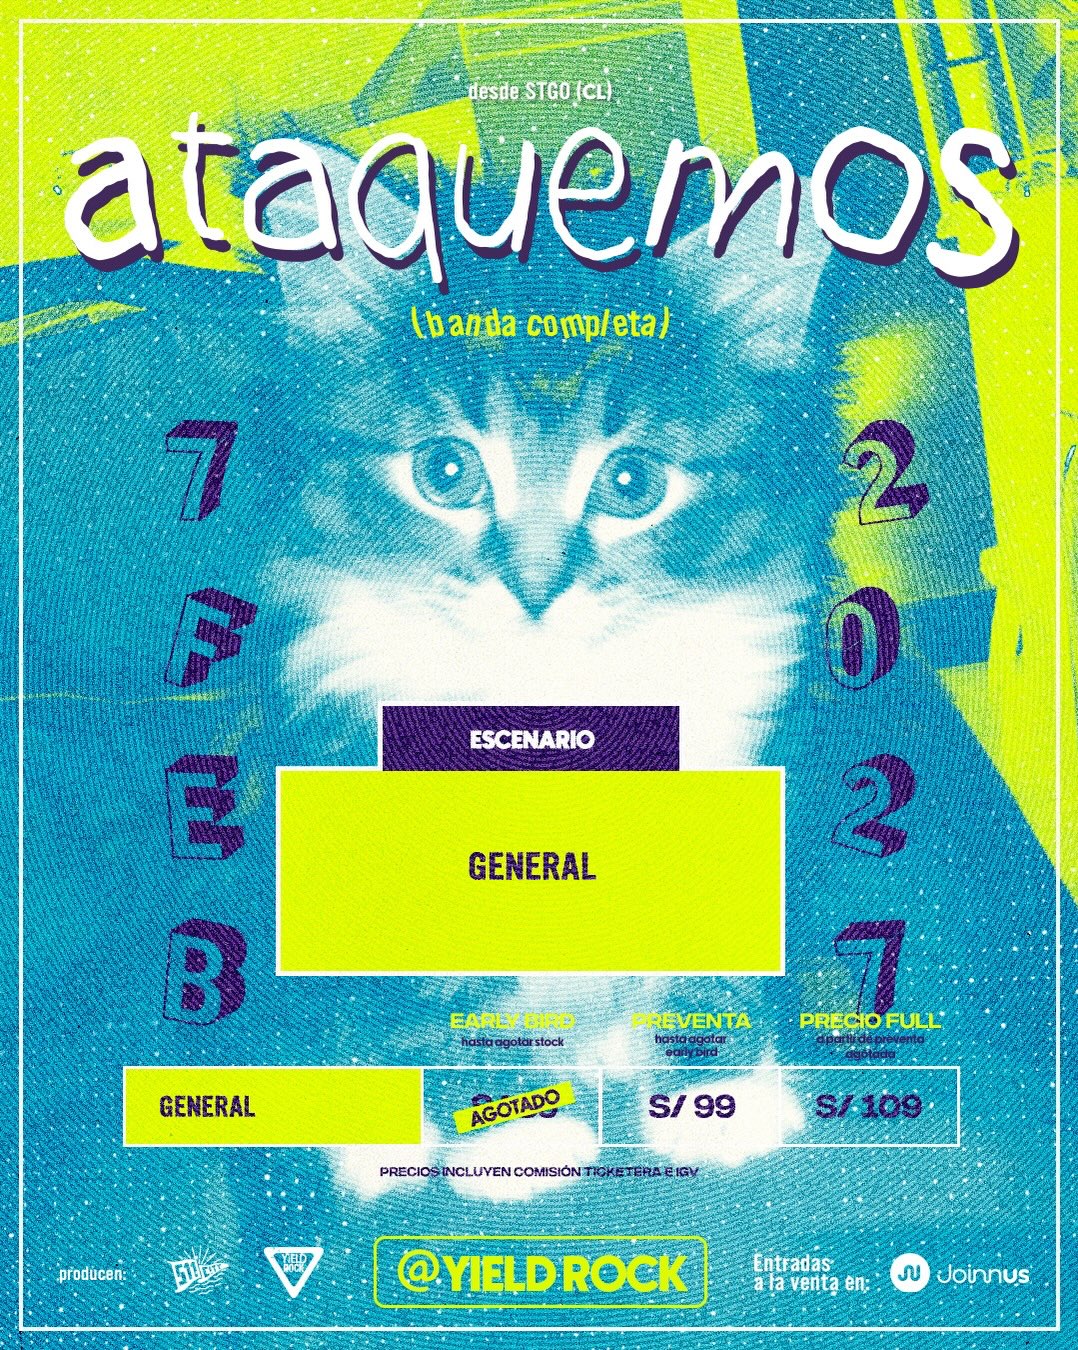 desde STGO (CL)
ataquemos
(banda completa)
7 FEB
2027
ESCENARIO
GENERAL
EARLY BIRD
hasta agotar stock
PREVENTA
hasta agotar
early bird
PRECIO FULL
a partir de preventa
agotada
GENERAL
AGOTADO
S/ 99
S/ 109
PRECIOS INCLUYEN COMISIÓN TICKETERA E IGV
producen:
YIELD
ROCK
@YIELD ROCK
Entradas
a la venta en:
Joinnus